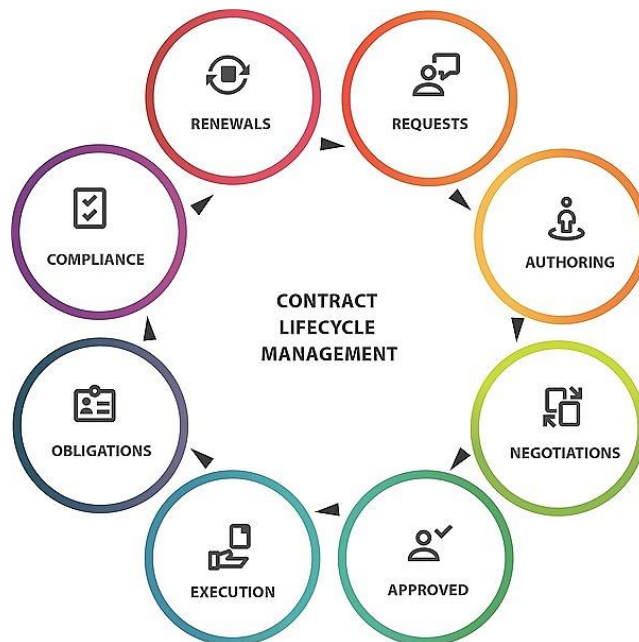 RENEWALS
REQUESTS
COMPLIANCE
AUTHORING
CONTRACT
LIFECYCLE
MANAGEMENT
OBLIGATIONS
NEGOTIATIONS
EXECUTION
APPROVED